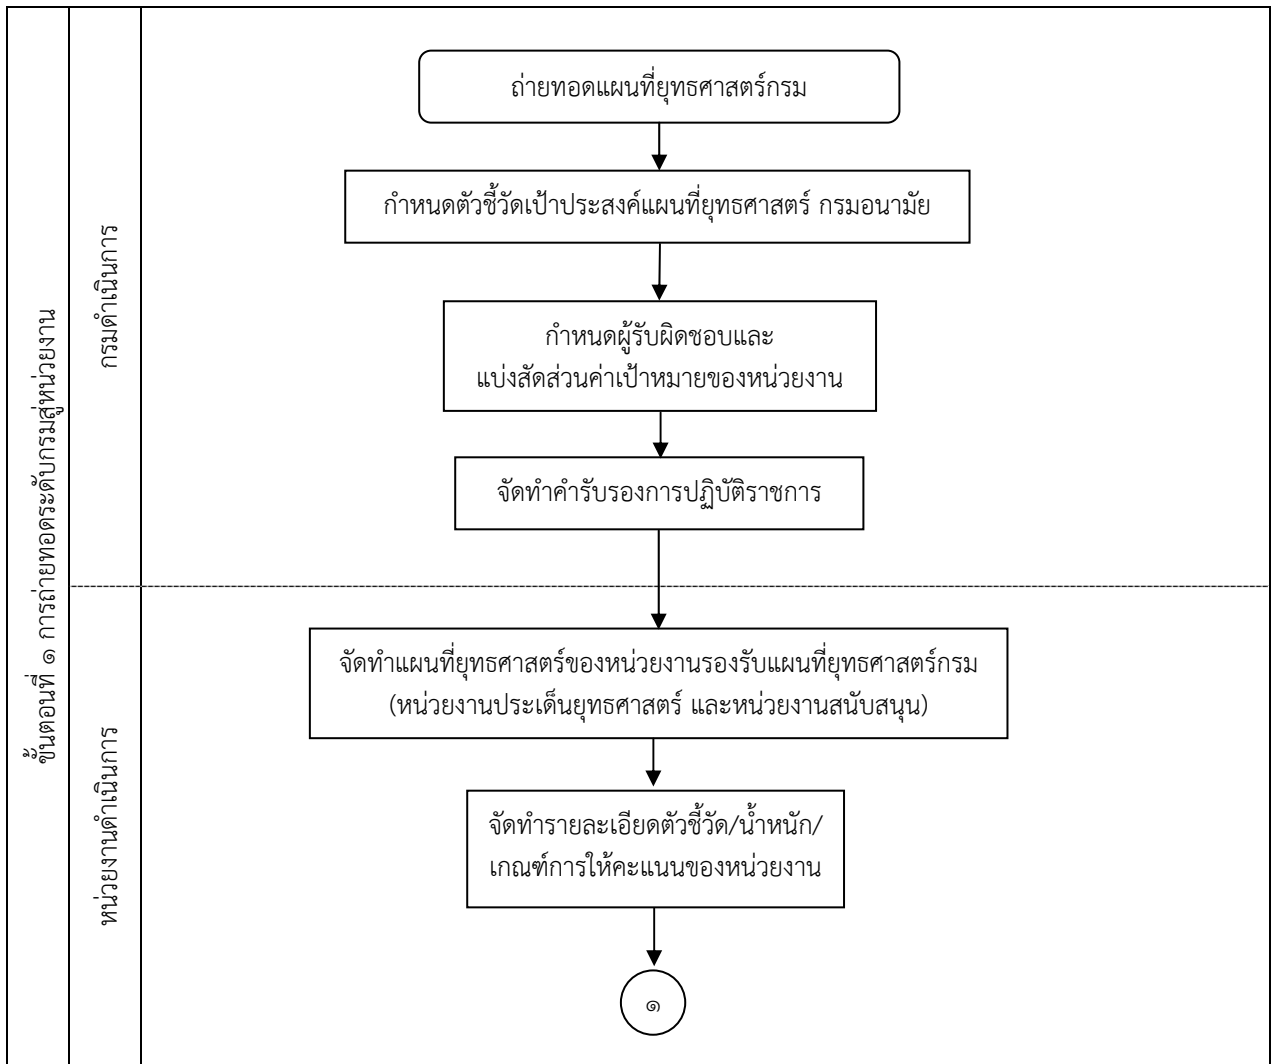 ขั้นตอนที่ ๑ การถ่ายทอดระดับกรมสู่หน่วยงาน
กรมดำเนินการ
ถ่ายทอดแผนที่ยุทธศาสตร์กรม
กำหนดตัวชี้วัดเป้าประสงค์แผนที่ยุทธศาสตร์ กรมอนามัย
กำหนดผู้รับผิดชอบและ
แบ่งสัดส่วนค่าเป้าหมายของหน่วยงาน
จัดทำคำรับรองการปฏิบัติราชการ
หน่วยงานดำเนินการ
จัดทำแผนที่ยุทธศาสตร์ของหน่วยงานรองรับแผนที่ยุทธศาสตร์กรม
(หน่วยงานประเด็นยุทธศาสตร์ และหน่วยงานสนับสนุน)
จัดทำรายละเอียดตัวชี้วัด/น้ำหนัก/
เกณฑ์การให้คะแนนของหน่วยงาน
๑